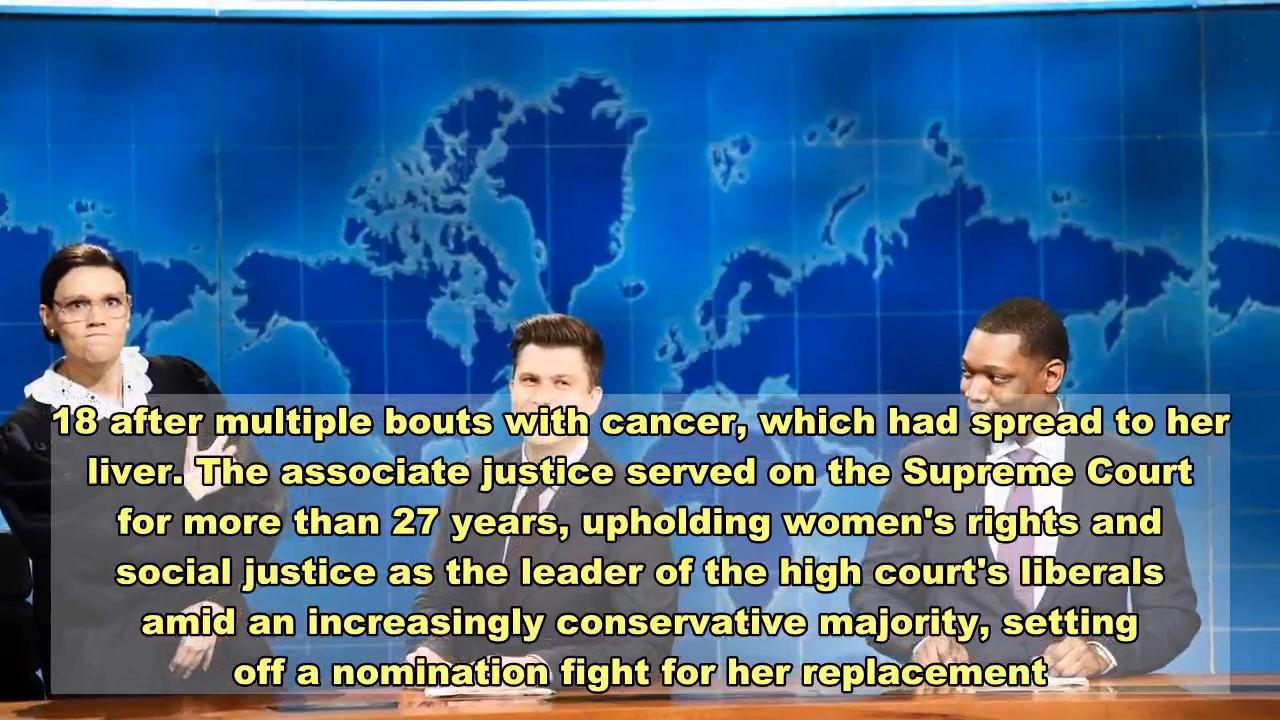 18 after multiple bouts with cancer, which had spread to her
liver. The associate justice served on the Supreme Court
for more than 27 years, upholding women's rights and
social justice as the leader of the high court's liberals
amid an increasingly conservative majority, setting
off a nomination fight for her replacement